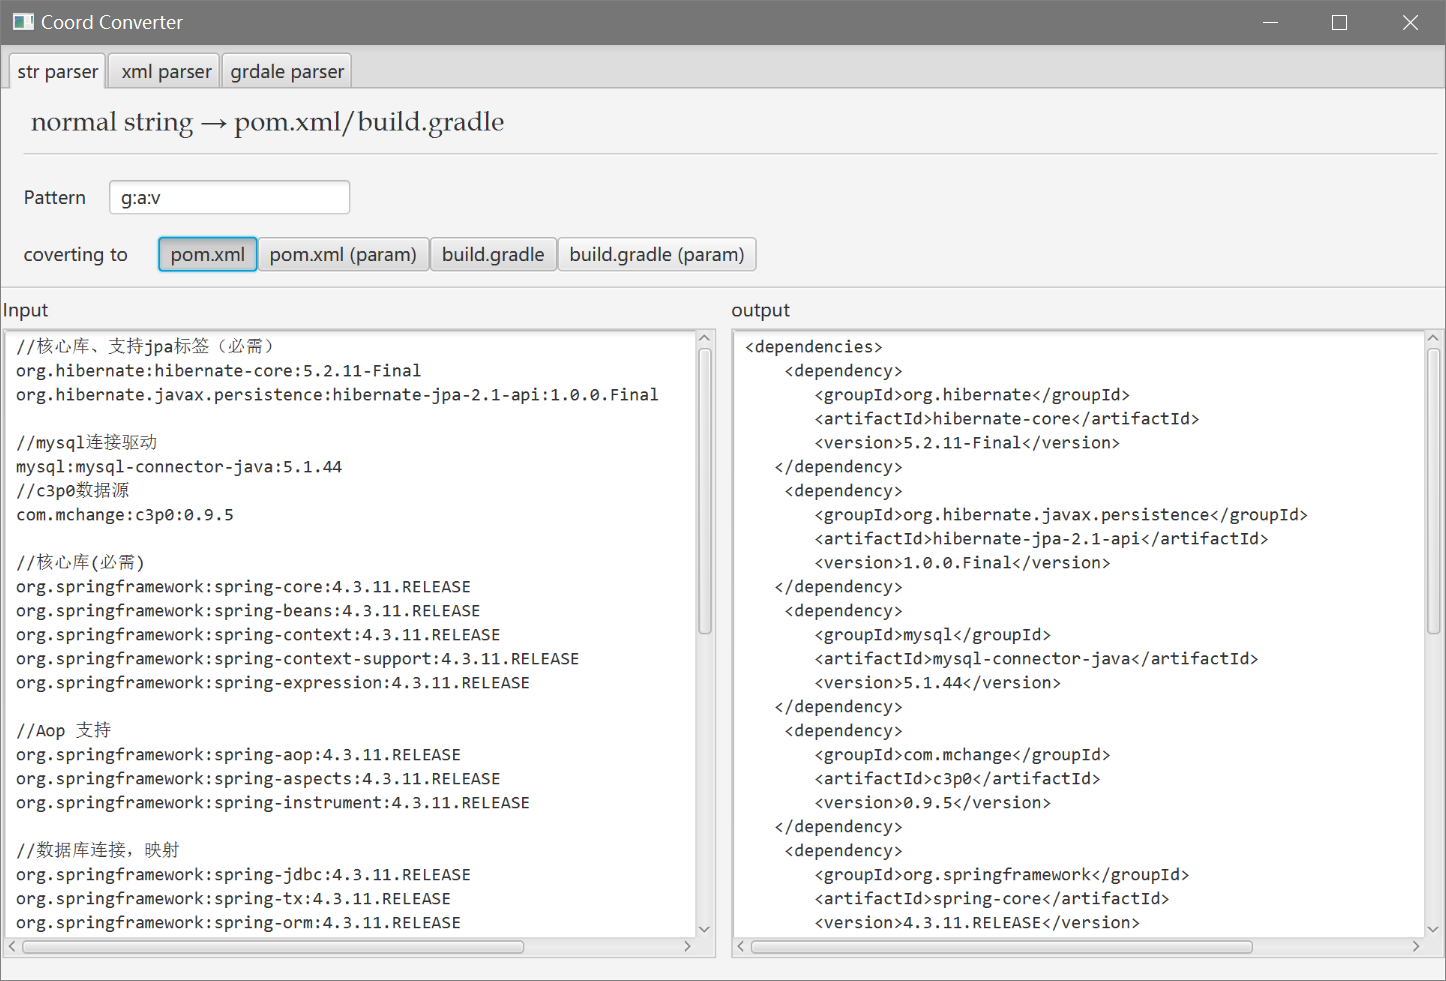 Coord Converter
str parser
xml parser
grdale parser
normal string → pom.xml/build.gradle
Pattern
g:a:v
coverting to
pom.xml
pom.xml (param)
build.gradle
build.gradle (param)
Input
//核心库、支持jpa标签（必需）
org.hibernate:hibernate-core:5.2.11-Final
org.hibernate.javax.persistence:hibernate-jpa-2.1-api:1.0.0.Final
//mysql连接驱动
mysql:mysql-connector-java:5.1.44
//c3p0数据源
com.mchange:c3p0:0.9.5
//核心库(必需)
org.springframework:spring-core:4.3.11.RELEASE
org.springframework:spring-beans:4.3.11.RELEASE
org.springframework:spring-context:4.3.11.RELEASE
org.springframework:spring-context-support:4.3.11.RELEASE
org.springframework:spring-expression:4.3.11.RELEASE
//Aop 支持
org.springframework:spring-aop:4.3.11.RELEASE
org.springframework:spring-aspects:4.3.11.RELEASE
org.springframework:spring-instrument:4.3.11.RELEASE
//数据库连接，映射
org.springframework:spring-jdbc:4.3.11.RELEASE
org.springframework:spring-tx:4.3.11.RELEASE
org.springframework:spring-orm:4.3.11.RELEASE
output
<dependencies>
<dependency>
<groupId>org.hibernate</groupId>
<artifactId>hibernate-core</artifactId>
<version>5.2.11-Final</version>
</dependency>
<dependency>
<groupId>org.hibernate.javax.persistence</groupId>
<artifactId>hibernate-jpa-2.1-api</artifactId>
<version>1.0.0.Final</version>
</dependency>
<dependency>
<groupId>mysql</groupId>
<artifactId>mysql-connector-java</artifactId>
<version>5.1.44</version>
</dependency>
<dependency>
<groupId>com.mchange</groupId>
<artifactId>c3p0</artifactId>
<version>0.9.5</version>
</dependency>
<dependency>
<groupId>org.springframework</groupId>
<artifactId>spring-core</artifactId>
<version>4.3.11.RELEASE</version>